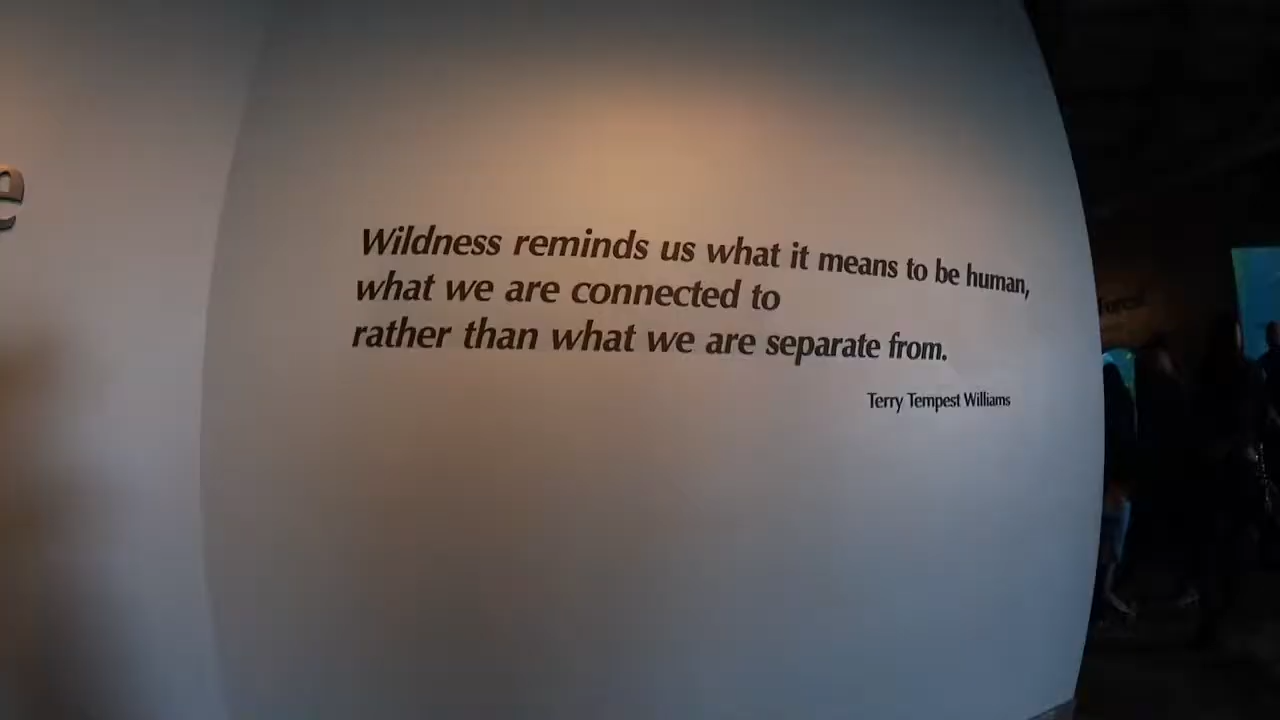 e
Wildness reminds us what it means to be human,
what we are connected to
rather than what we are separate from.
Terry Tempest Williams